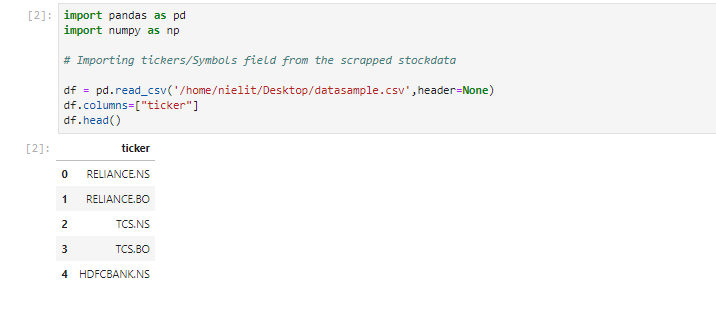 [2]: import pandas as pd
import numpy as np
# Importing tickers/Symbols field from the scrapped stockdata
df = pd.read_csv('/home/nielit/Desktop/datasample.csv',header=None)
df.columns=["ticker"]
df.head()
[2]: ticker
0 RELIANCE.NS
1 RELIANCE.BO
2 TCS.NS
3 TCS.BO
4 HDFCBANK.NS